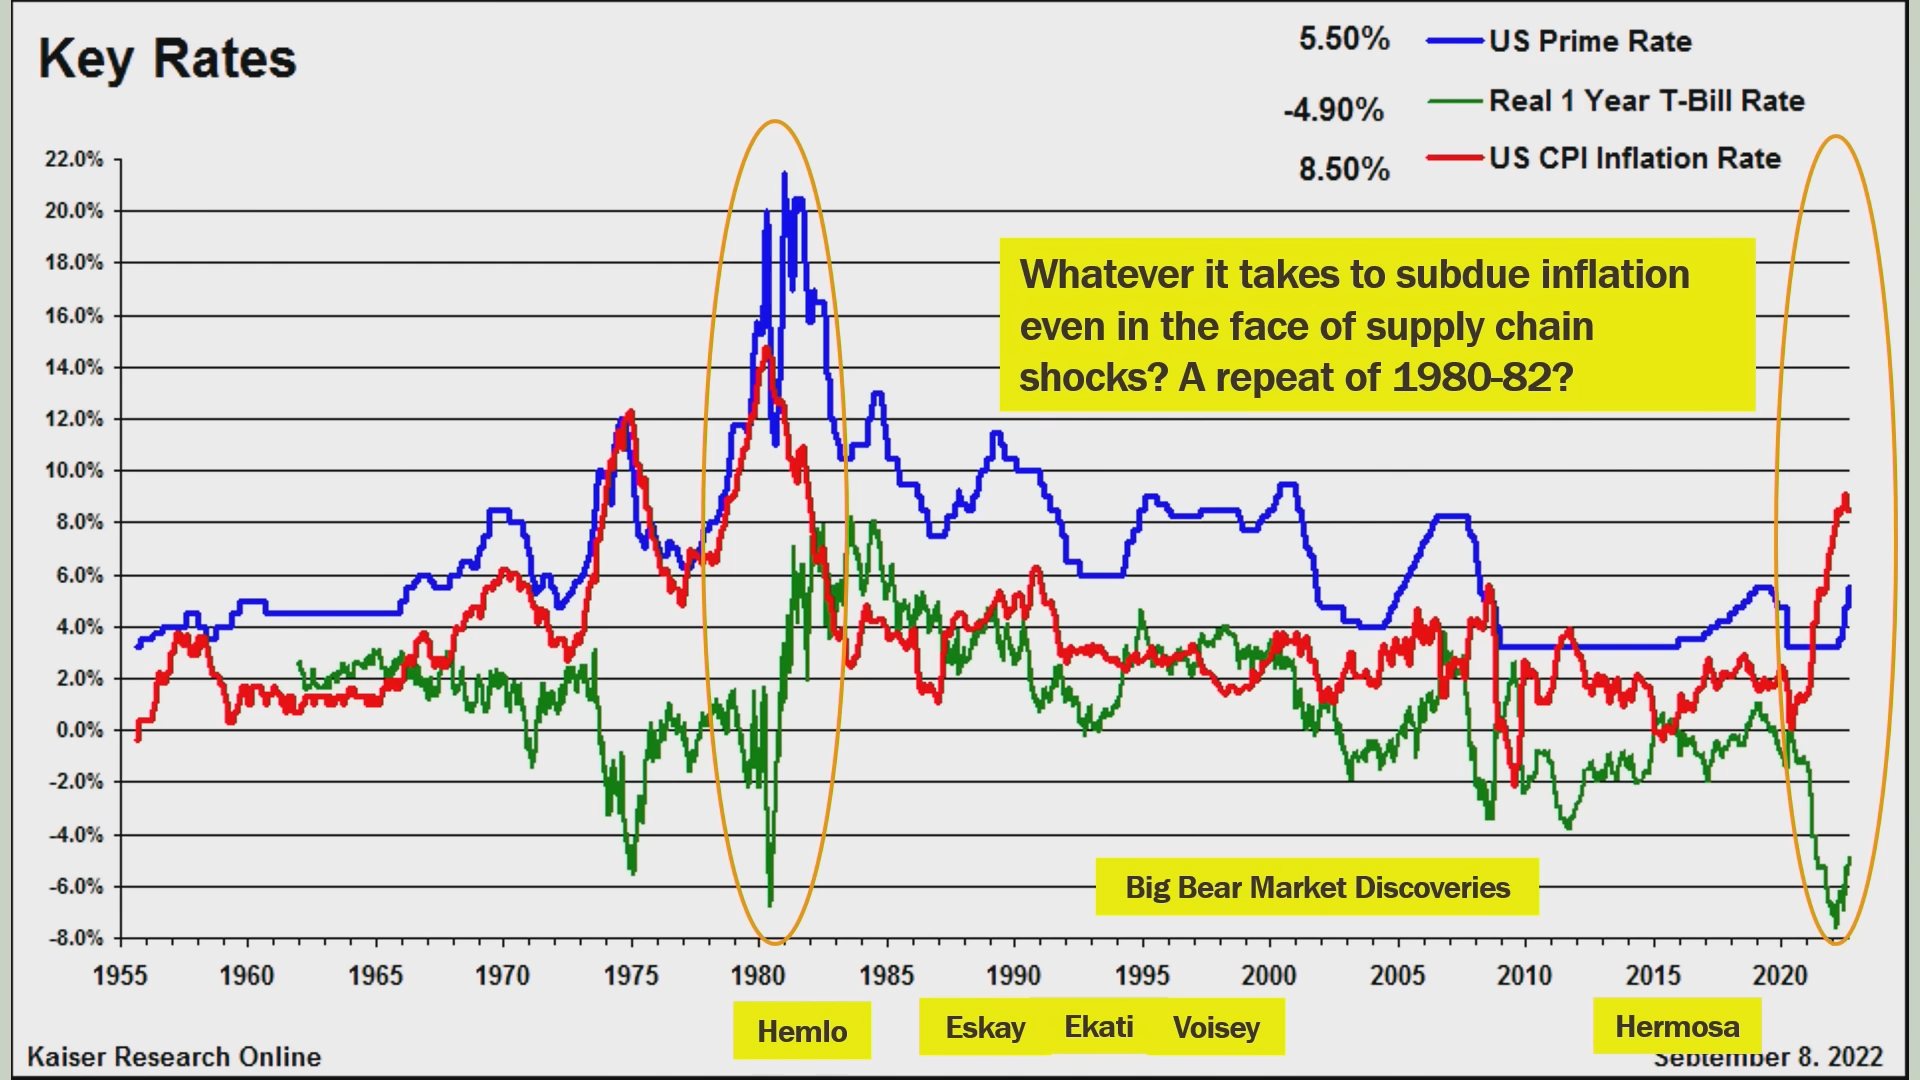 Key Rates
5.50% US Prime Rate
-4.90% Real 1 Year T-Bill Rate
8.50% US CPI Inflation Rate
22.0%
20.0%
18.0%
16.0%
14.0%
12.0%
10.0%
8.0%
6.0%
4.0%
2.0%
0.0%
-2.0%
-4.0%
-6.0%
-8.0%
Whatever it takes to subdue inflation
even in the face of supply chain
shocks? A repeat of 1980-82?
Big Bear Market Discoveries
1955 1960 1965 1970 1975 1980 1985 1990 1995 2000 2005 2010 2015 2020
Hemlo Eskay Ekati Voisey Hermosa
Kaiser Research Online September 8. 2022